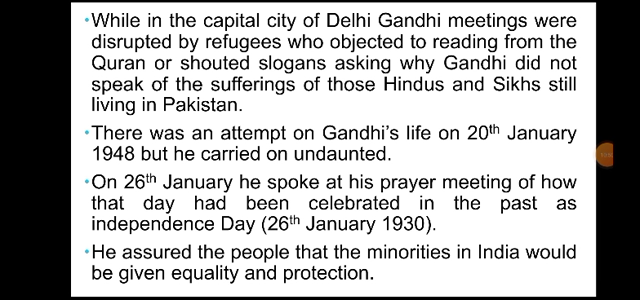 •While in the capital city of Delhi Gandhi meetings were
disrupted by refugees who objected to reading from the
Quran or shouted slogans asking why Gandhi did not
speak of the sufferings of those Hindus and Sikhs still
living in Pakistan.
•There was an attempt on Gandhi's life on 20th January
1948 but he carried on undaunted.
•On 26th January he spoke at his prayer meeting of how
that day had been celebrated in the past as
independence Day (26th January 1930).
•He assured the people that the minorities in India would
be given equality and protection.